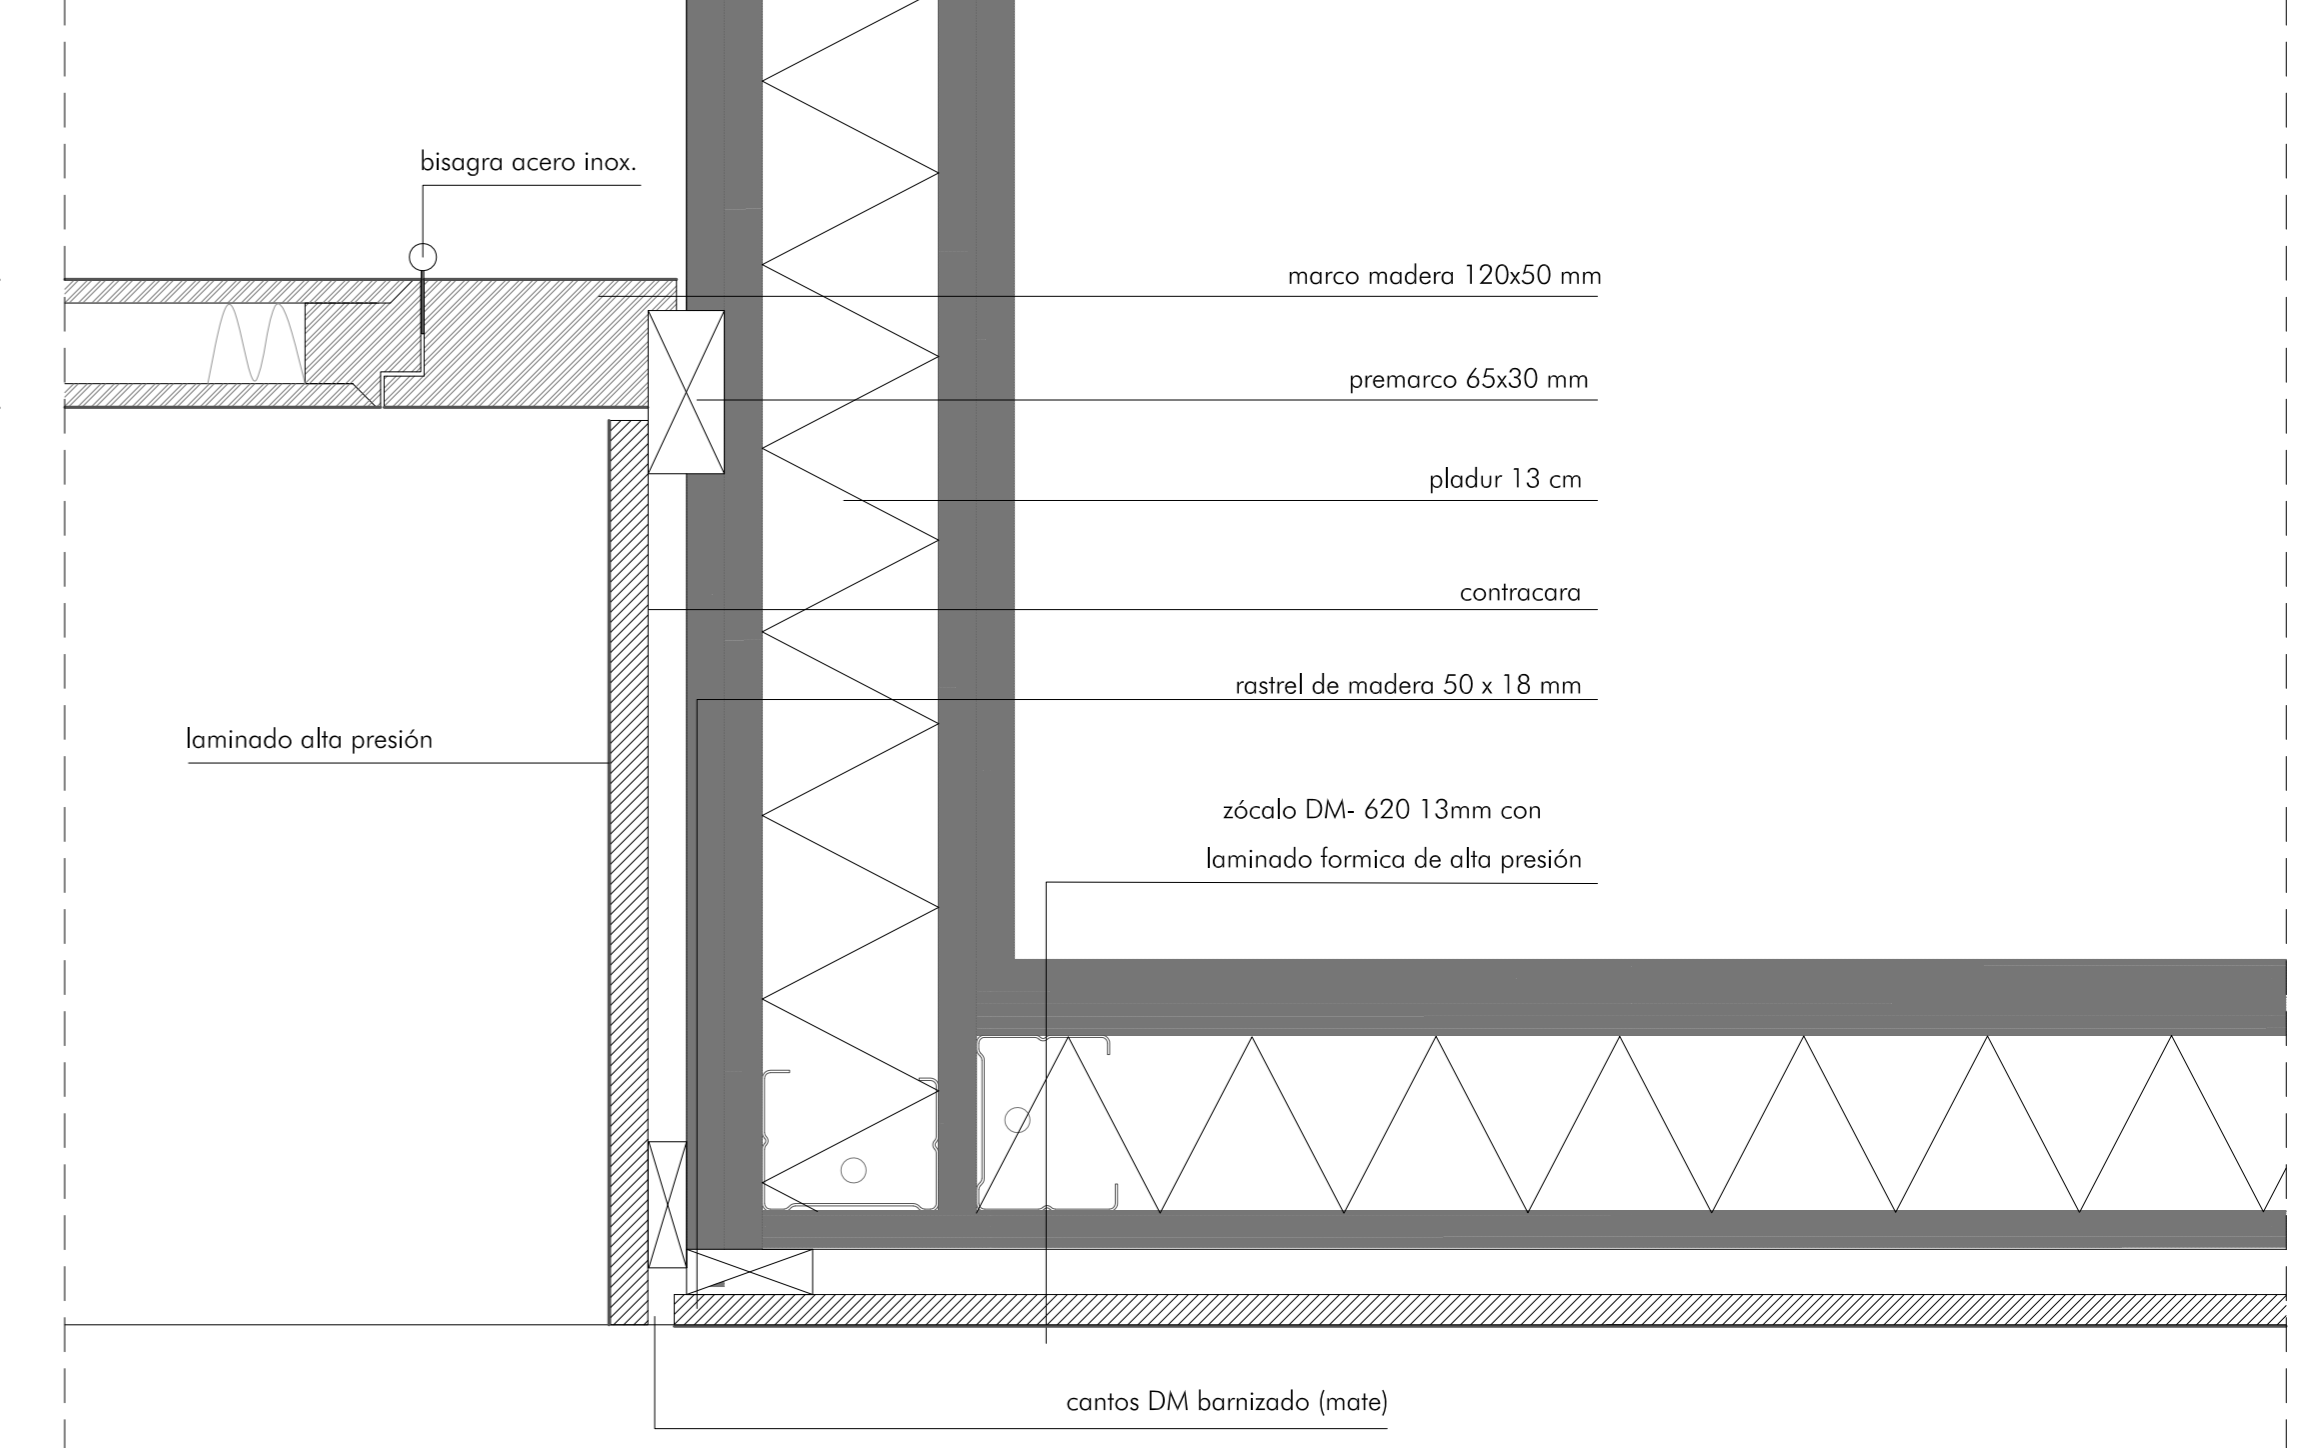 bisagra acero inox.
marco madera 120x50 mm
premarco 65x30 mm
pladur 13 cm
contracara
rastrel de madera 50 x 18 mm
laminado alta presión
zócalo DM- 620 13mm con
laminado formica de alta presión
cantos DM barnizado (mate)